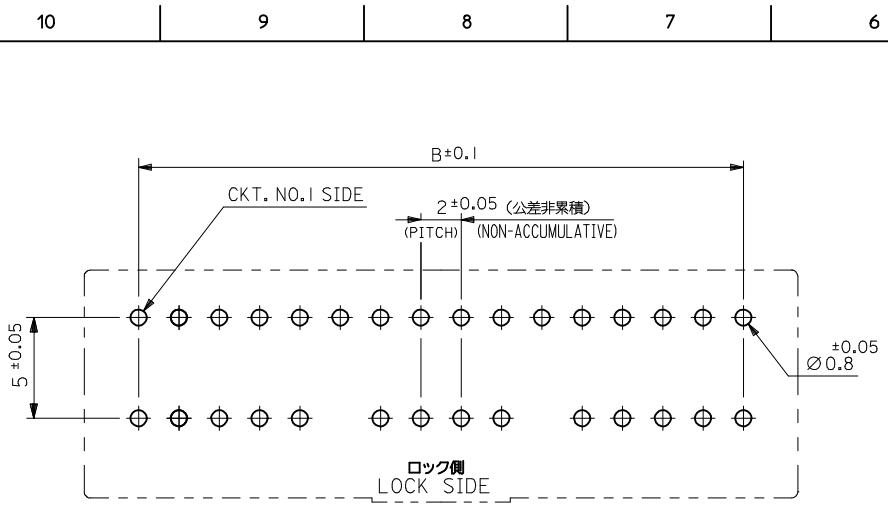 10 9 8 7 6
B±0.1
CKT. NO.1 SIDE
2±0.05 (公差非累積)
(PITCH) (NON-ACCUMULATIVE)
5±0.05
±0.05
Ø0.8
ロック側
LOCK SIDE